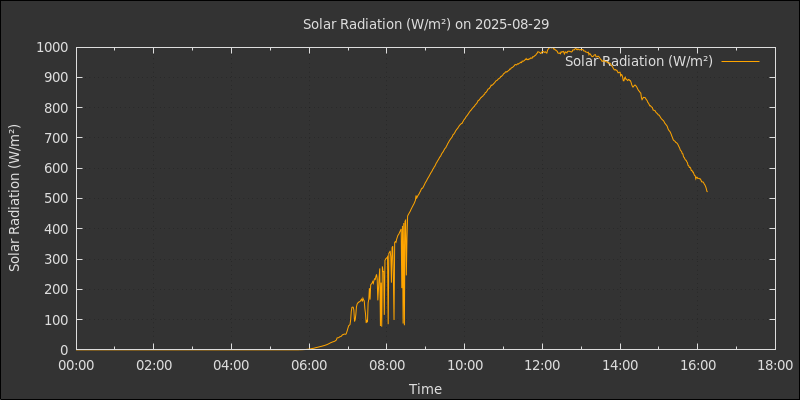 Solar Radiation (W/m²) on 2025-08-29
Solar Radiation (W/m²)
Solar Radiation (W/m²)
1000
900
800
700
600
500
400
300
200
100
0
00:00 02:00 04:00 06:00 08:00 10:00 12:00 14:00 16:00 18:00
Time